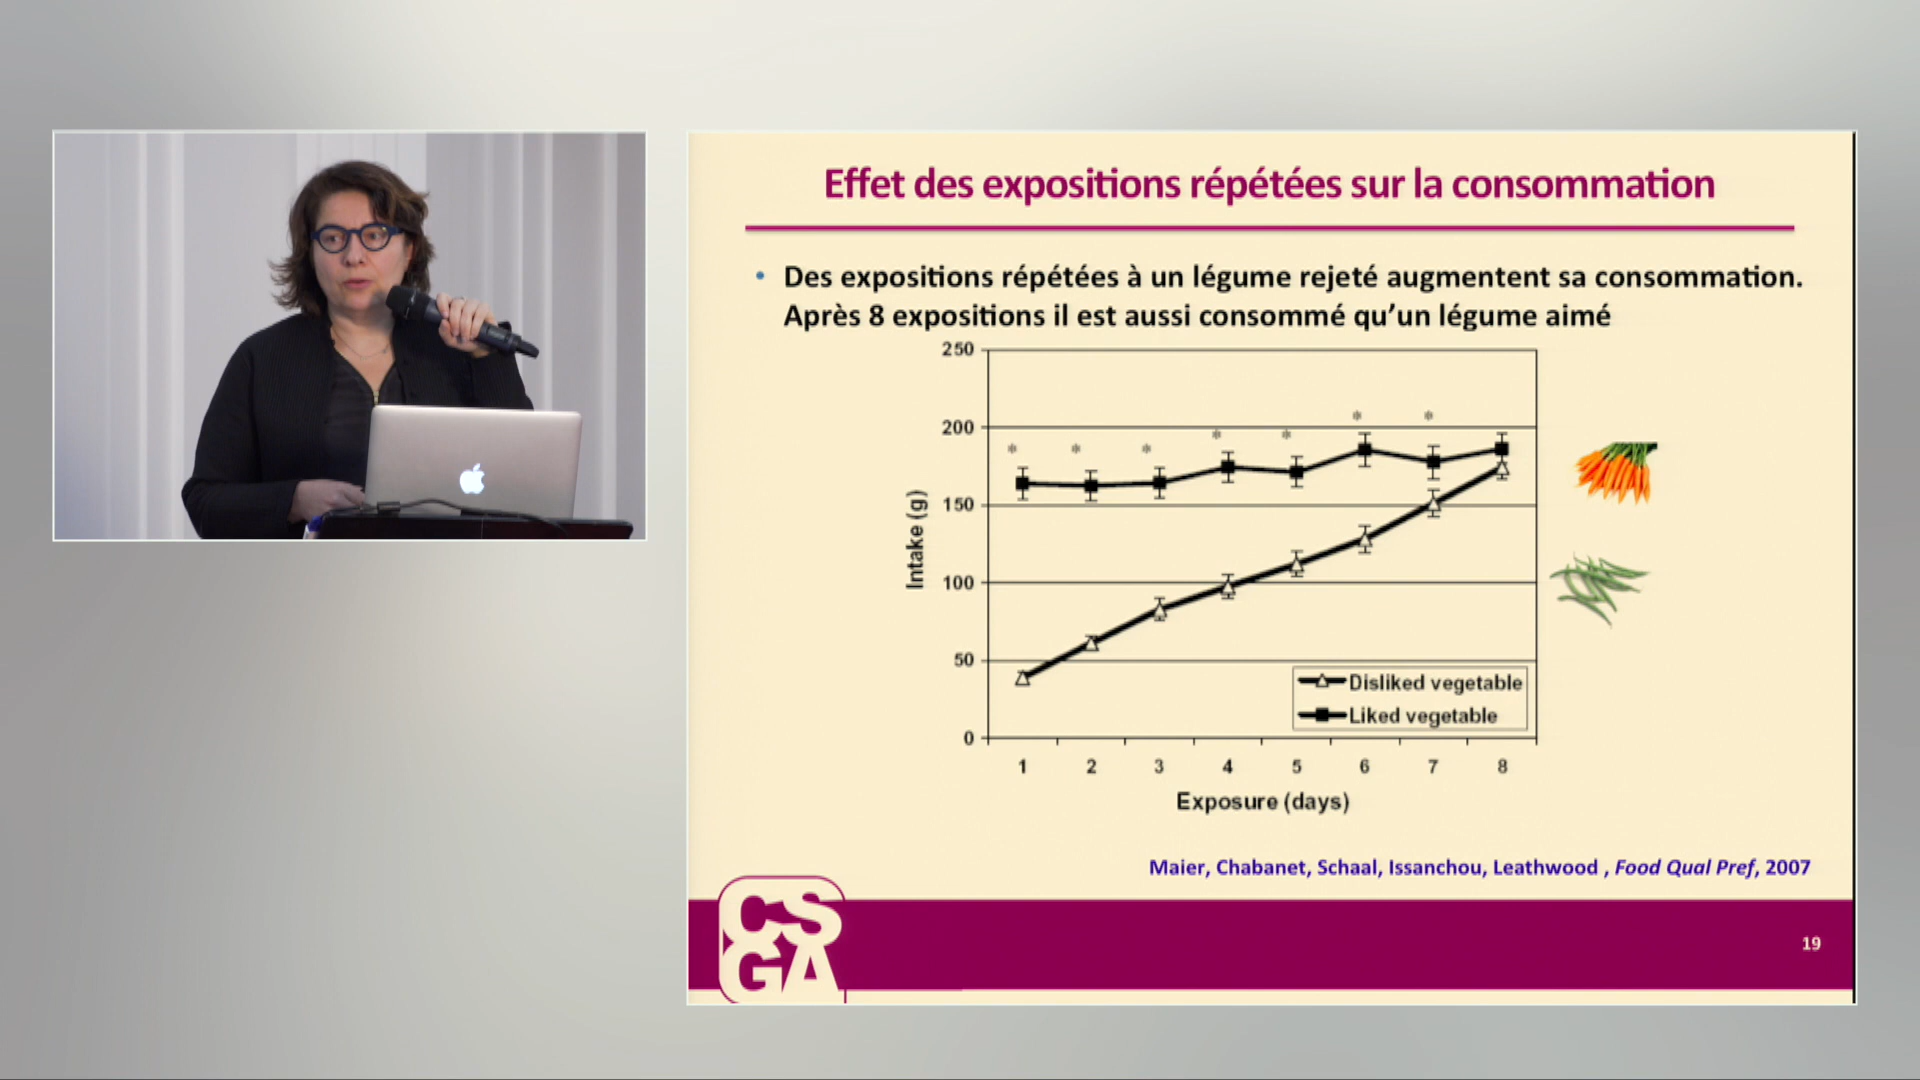 Effet des expositions répétées sur la consommation
• Des expositions répétées à un légume rejeté augmentent sa consommation.
Après 8 expositions il est aussi consommé qu’un légume aimé
250
200
150
100
50
0
Intake (g)
* * * * * * *
Disliked vegetable
Liked vegetable
1 2 3 4 5 6 7 8
Exposure (days)
Maier, Chabanet, Schaal, Issanchou, Leathwood , Food Qual Pref, 2007
CS
GA
19